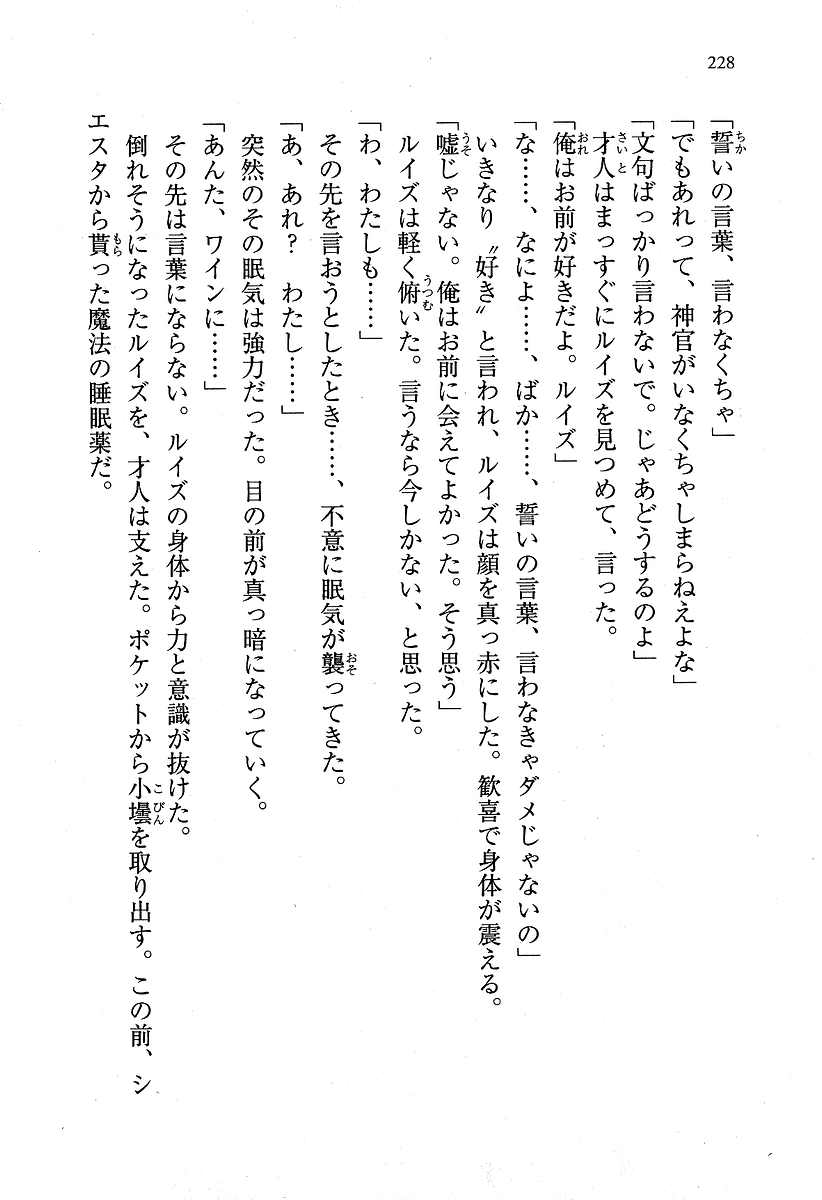 228
「誓いの言葉、言わなくちゃ」
「でもあれって、神官がいなくちゃしまらねえよな」
「文句ばっかり言わないで。じゃあどうするのよ」
才人はまっすぐにルイズを見つめて、言った。
「俺はお前が好きだよ。ルイズ」
「な……、なによ……、ばか……、誓いの言葉、言わなきゃダメじゃないの」
いきなり〝好き〟と言われ、ルイズは顔を真っ赤にした。歓喜で身体が震える。
「嘘じゃない。俺はお前に会えてよかった。そう思う」
ルイズは軽く俯いた。言うなら今しかない、と思った。
「わ、わたしも……」
その先を言おうとしたとき……、不意に眠気が襲ってきた。
「あ、あれ？　わたし……」
突然のその眠気は強力だった。目の前が真っ暗になっていく。
「あんた、ワインに……」
その先は言葉にならない。ルイズの身体から力と意識が抜けた。
倒れそうになったルイズを、才人は支えた。ポケットから小壜を取り出す。この前、シ
エスタから貰った魔法の睡眠薬だ。